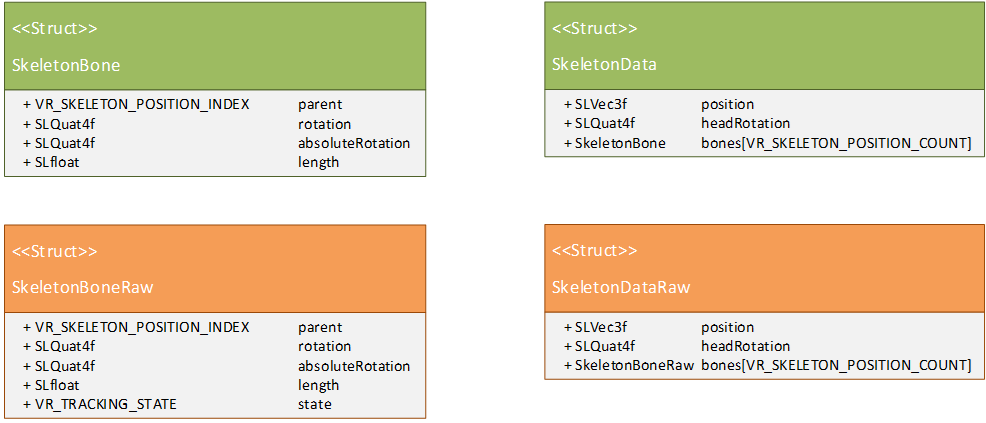 <<Struct>>
SkeletonBone
+ VR_SKELETON_POSITION_INDEX parent
+ SLQuat4f rotation
+ SLQuat4f absoluteRotation
+ SLfloat length
<<Struct>>
SkeletonData
+ SLVec3f position
+ SLQuat4f headRotation
+ SkeletonBone bones[VR_SKELETON_POSITION_COUNT]
<<Struct>>
SkeletonBoneRaw
+ VR_SKELETON_POSITION_INDEX parent
+ SLQuat4f rotation
+ SLQuat4f absoluteRotation
+ SLfloat length
+ VR_TRACKING_STATE state
<<Struct>>
SkeletonDataRaw
+ SLVec3f position
+ SLQuat4f headRotation
+ SkeletonBoneRaw bones[VR_SKELETON_POSITION_COUNT]